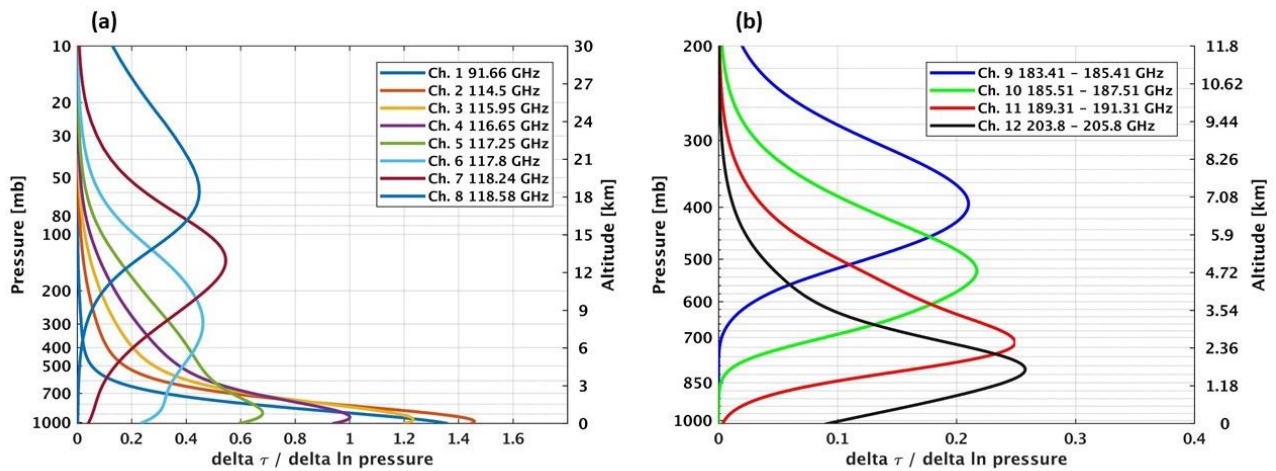 (a)
10
20
30
50
80
100
200
300
500
700
1000
Pressure [mb]
0
0.2
0.4
0.6
0.8
1
1.2
1.4
1.6
delta τ / delta ln pressure
30
27
24
21
18
15
12
9
6
3
0
Altitude [km]
Ch. 1 91.66 GHz
Ch. 2 114.5 GHz
Ch. 3 115.95 GHz
Ch. 4 116.65 GHz
Ch. 5 117.25 GHz
Ch. 6 117.8 GHz
Ch. 7 118.24 GHz
Ch. 8 118.58 GHz
(b)
200
300
400
500
600
700
850
1000
Pressure [mb]
0
0.1
0.2
0.3
0.4
delta τ / delta ln pressure
11.8
10.62
9.44
8.26
7.08
5.9
4.72
3.54
2.36
1.18
0
Altitude [km]
Ch. 9 183.41 – 185.41 GHz
Ch. 10 185.51 – 187.51 GHz
Ch. 11 189.31 – 191.31 GHz
Ch. 12 203.8 – 205.8 GHz